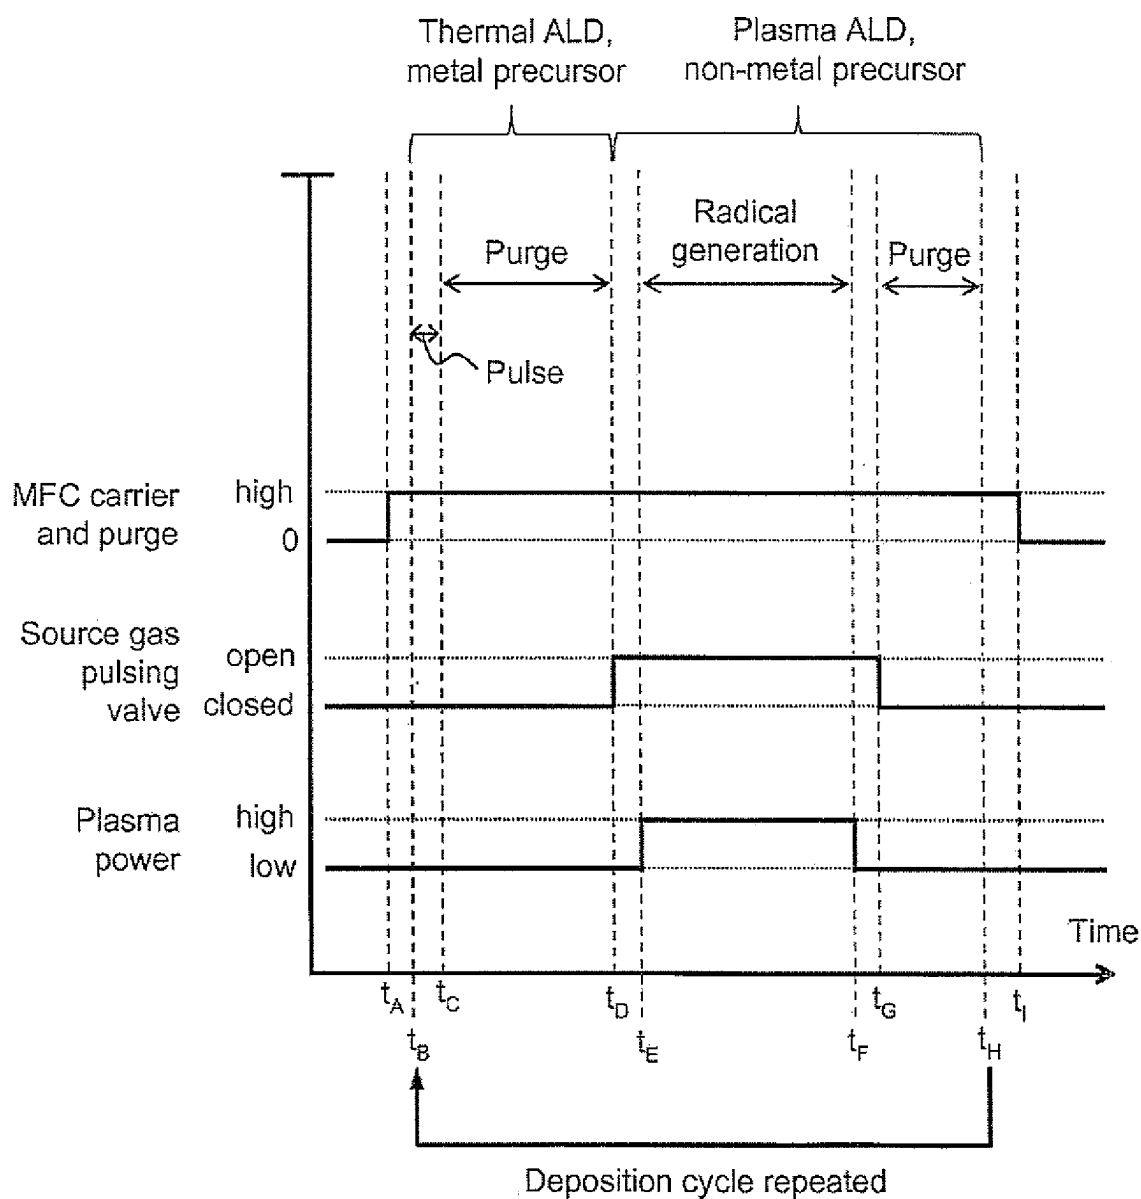 Thermal ALD,
metal precursor
Plasma ALD,
non-metal precursor
Radical
generation
Purge
Purge
Pulse
MFC carrier
and purge
high
0
Source gas
pulsing
valve
open
closed
Plasma
power
high
low
Time
tA
tC
tD
tG
tI
tB
tE
tF
tH
Deposition cycle repeated